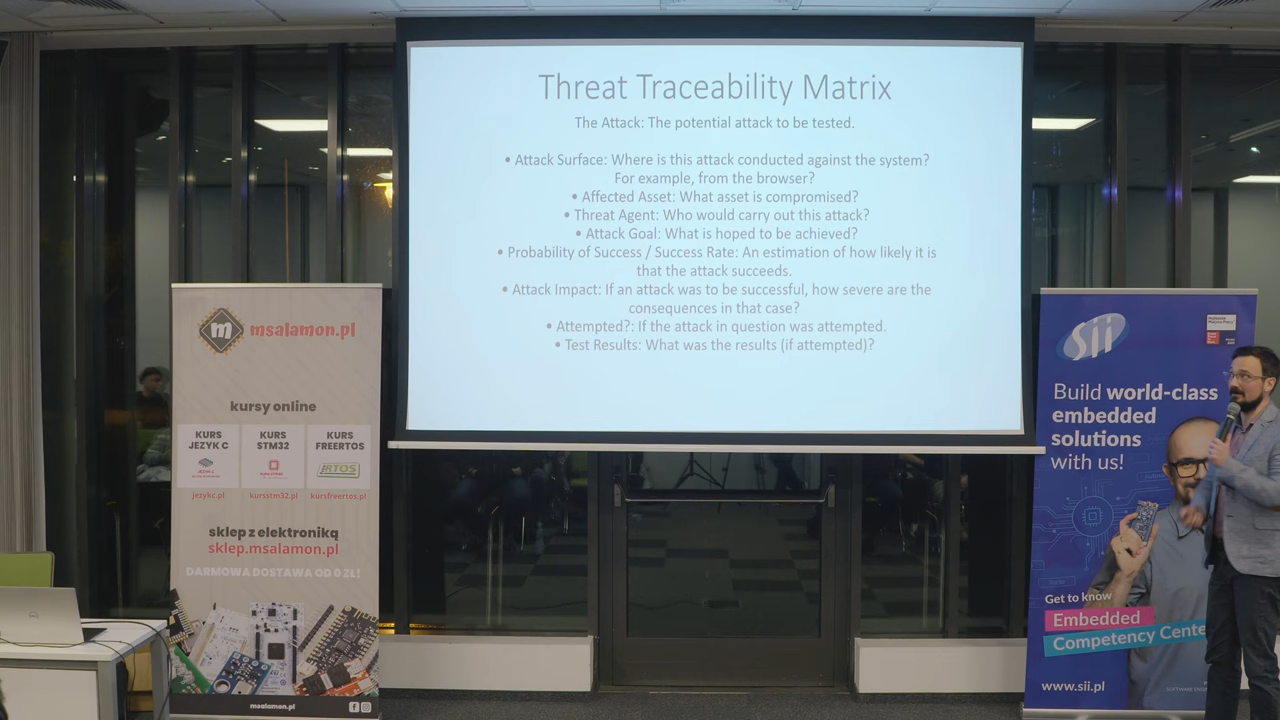 Threat Traceability Matrix
The Attack: The potential attack to be tested.
• Attack Surface: Where is this attack conducted against the system?
For example, from the browser?
• Affected Asset: What asset is compromised?
• Threat Agent: Who would carry out this attack?
• Attack Goal: What is hoped to be achieved?
• Probability of Success / Success Rate: An estimation of how likely it is
that the attack succeeds.
• Attack Impact: If an attack was to be successful, how severe are the
consequences in that case?
• Attempted?: If the attack in question was attempted.
• Test Results: What was the results (if attempted)?
m msalamon.pl
kursy online
KURS
JEZYK C
KURS
STM32
KURS
FREERTOS
RTOS
jezykc.pl
kursstm32.pl
kursfreertos.pl
sklep z elektroniką
sklep.msalamon.pl
DARMOWA DOSTAWA OD 0 ZŁ!
msalamon.pl
sii
Build world-class
embedded
solutions
with us!
Get to know
Embedded
Competency Cente
www.sii.pl